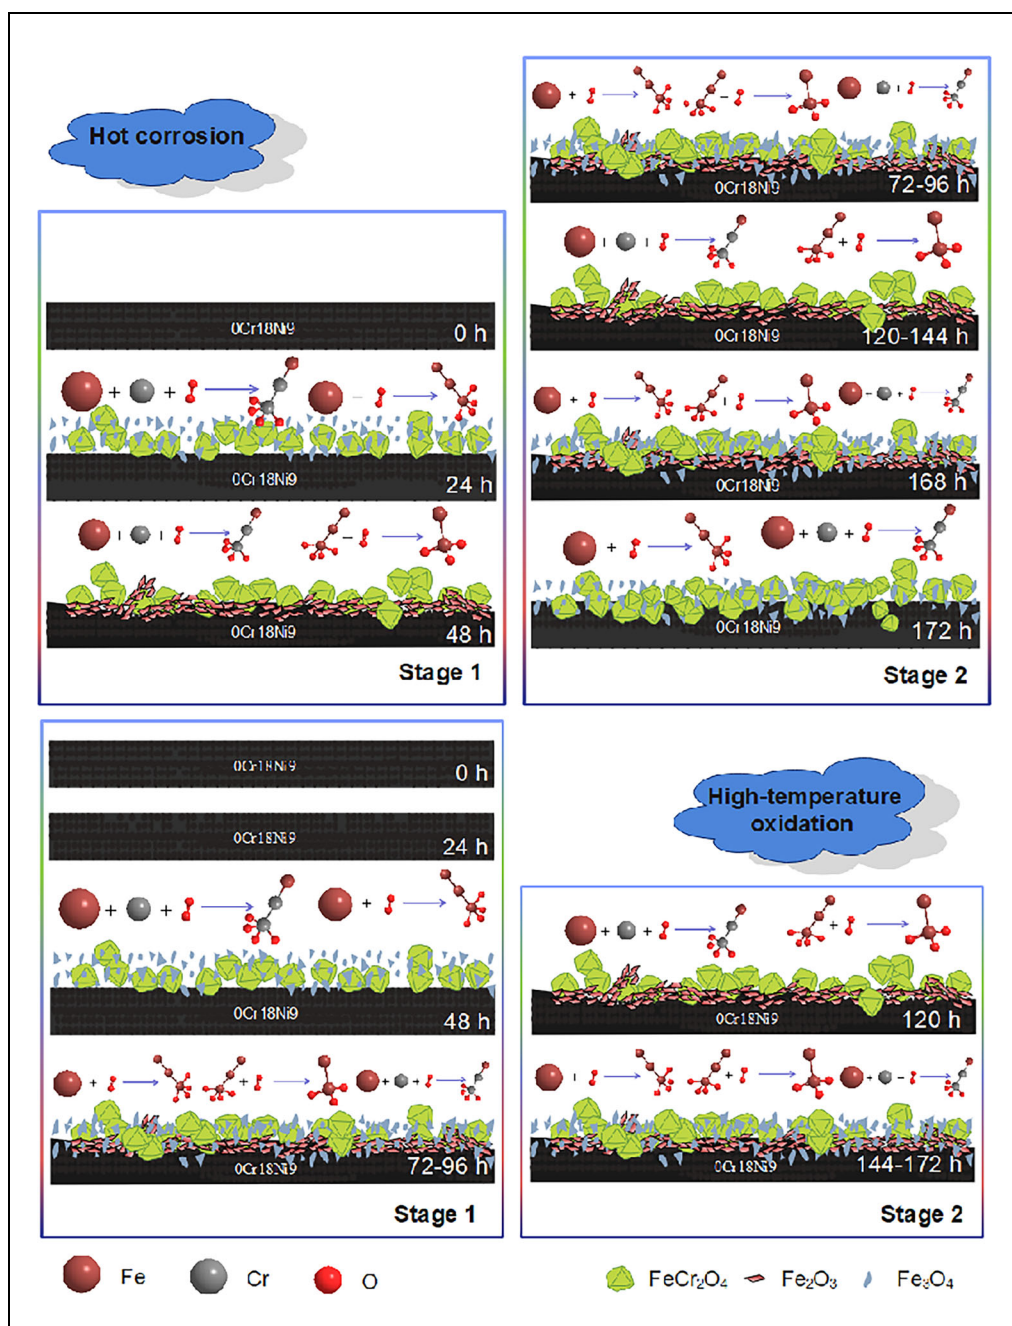 Hot corrosion
0Cr18Ni9
0 h
+ + −
0Cr18Ni9
24 h
0Cr18Ni9
48 h
Stage 1
0Cr18Ni9
72-96 h
0Cr18Ni9
120-144 h
0Cr18Ni9
168 h
0Cr18Ni9
172 h
Stage 2
0Cr18Ni9
0 h
0Cr18Ni9
24 h
0Cr18Ni9
48 h
0Cr18Ni9
72-96 h
Stage 1
High-temperature
oxidation
0Cr18Ni9
120 h
0Cr18Ni9
144-172 h
Stage 2
Fe Cr O FeCr₂O₄ Fe₂O₃ Fe₃O₄